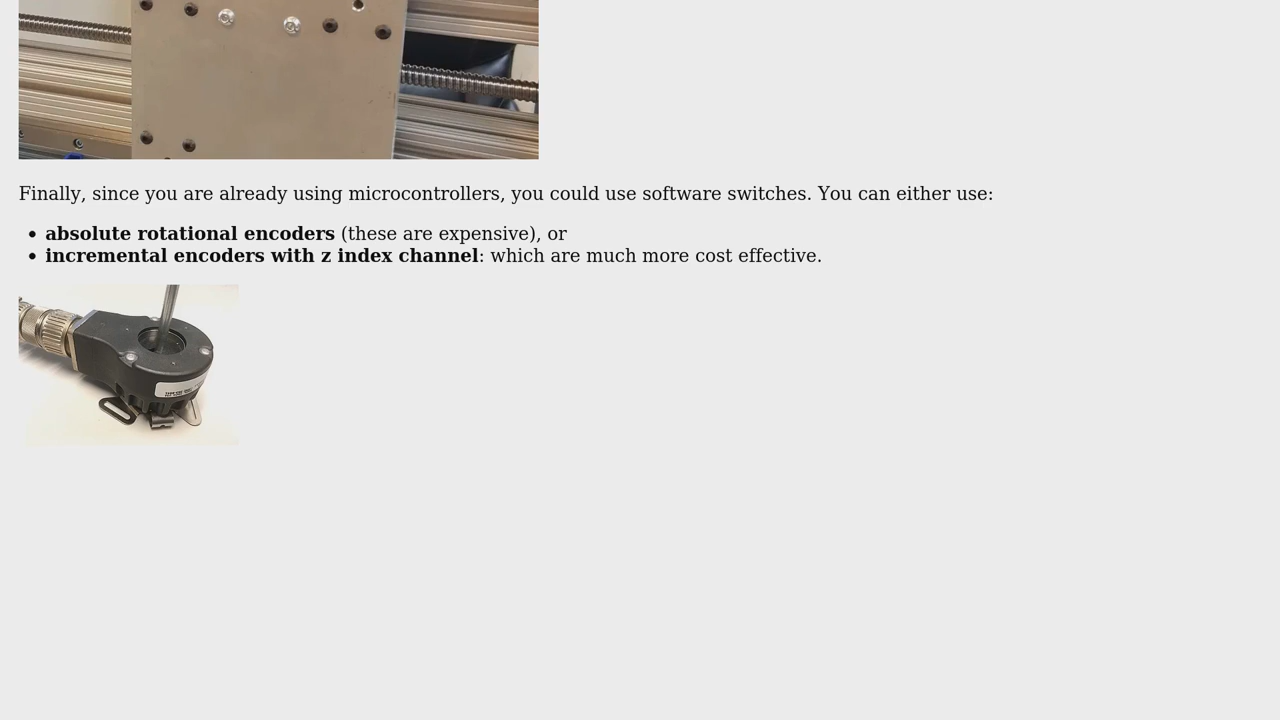 Finally, since you are already using microcontrollers, you could use software switches. You can either use:
• absolute rotational encoders (these are expensive), or
• incremental encoders with z index channel: which are much more cost effective.